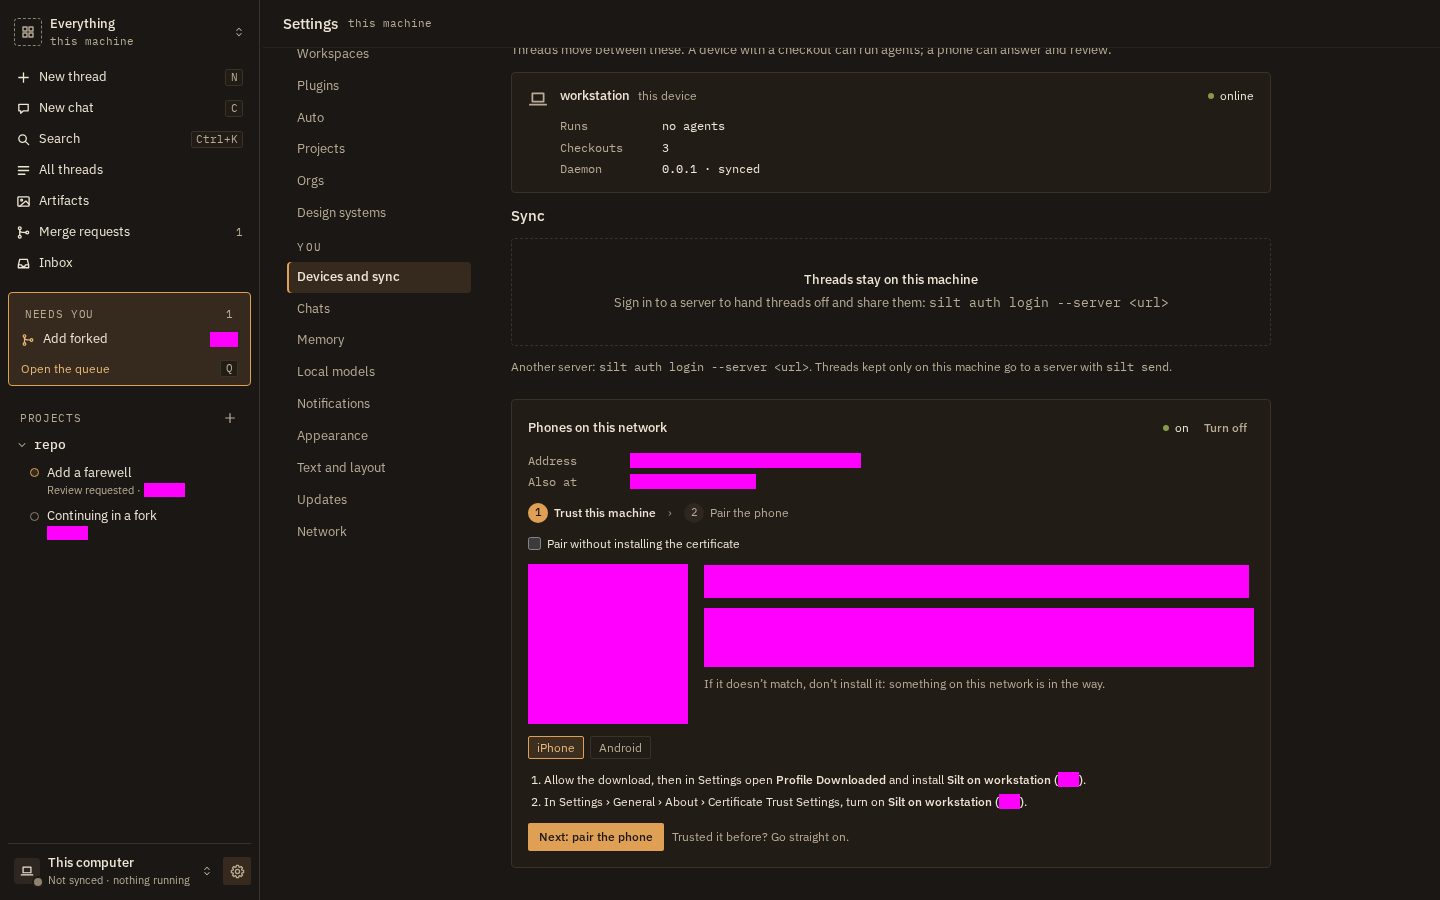 Everything
this machine
New thread N
New chat C
Search Ctrl+K
All threads
Artifacts
Merge requests 1
Inbox
NEEDS YOU 1
Add forked
Open the queue Q
PROJECTS
repo
Add a farewell
Review requested ·
Continuing in a fork
This computer
Not synced · nothing running
Settings this machine
Workspaces
Plugins
Auto
Projects
Orgs
Design systems
YOU
Devices and sync
Chats
Memory
Local models
Notifications
Appearance
Text and layout
Updates
Network
Threads move between these. A device with a checkout can run agents; a phone can answer and review.
workstation this device online
Runs no agents
Checkouts 3
Daemon 0.0.1 · synced
Sync
Threads stay on this machine
Sign in to a server to hand threads off and share them: silt auth login --server <url>
Another server: silt auth login --server <url>. Threads kept only on this machine go to a server with silt send.
Phones on this network on Turn off
Address
Also at
1 Trust this machine › 2 Pair the phone
Pair without installing the certificate
If it doesn’t match, don’t install it: something on this network is in the way.
iPhone Android
1. Allow the download, then in Settings open Profile Downloaded and install Silt on workstation ( ).
2. In Settings › General › About › Certificate Trust Settings, turn on Silt on workstation ( ).
Next: pair the phone Trusted it before? Go straight on.